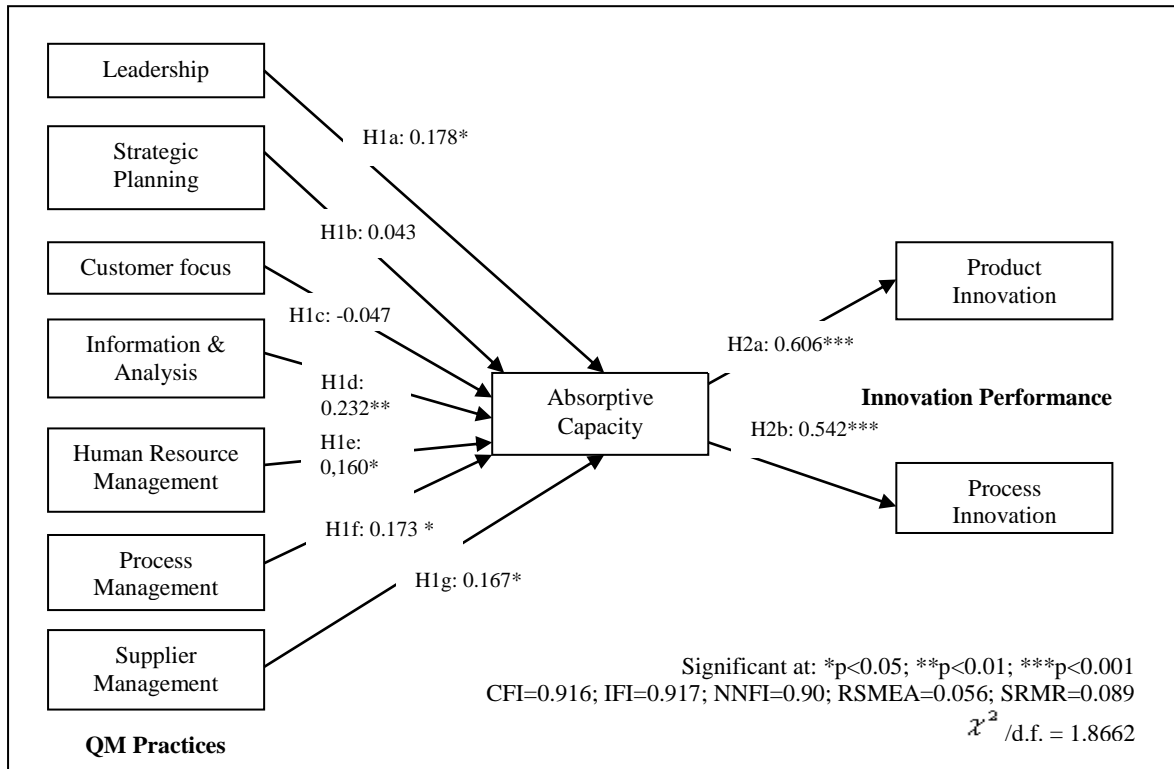 Leadership
H1a: 0.178*
Strategic
Planning
H1b: 0.043
Customer focus
H1c: -0.047
Information &
Analysis
H1d:
0.232**
Human Resource
Management
H1e:
0,160*
Process
Management
H1f: 0.173 *
Supplier
Management
H1g: 0.167*
QM Practices
Absorptive
Capacity
H2a: 0.606***
Product
Innovation
Innovation Performance
H2b: 0.542***
Process
Innovation
Significant at: *p<0.05; **p<0.01; ***p<0.001
CFI=0.916; IFI=0.917; NNFI=0.90; RSMEA=0.056; SRMR=0.089
χ² /d.f. = 1.8662